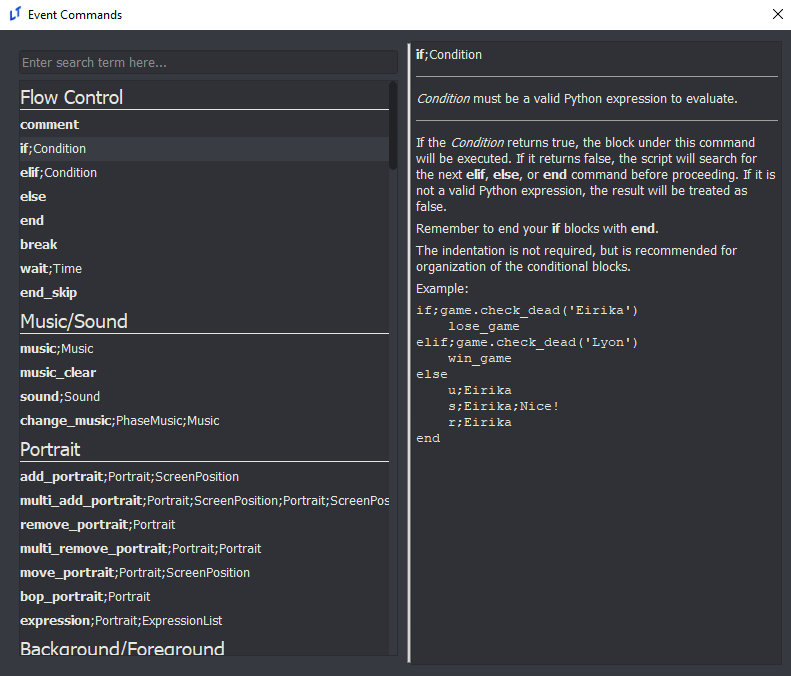 LT Event Commands
Enter search term here...
Flow Control
comment
if;Condition
elif;Condition
else
end
break
wait;Time
end_skip
Music/Sound
music;Music
music_clear
sound;Sound
change_music;PhaseMusic;Music
Portrait
add_portrait;Portrait;ScreenPosition
multi_add_portrait;Portrait;ScreenPosition;Portrait;ScreenPos
remove_portrait;Portrait
multi_remove_portrait;Portrait;Portrait
move_portrait;Portrait;ScreenPosition
bop_portrait;Portrait
expression;Portrait;ExpressionList
Background/Foreground
if;Condition
Condition must be a valid Python expression to evaluate.
If the Condition returns true, the block under this command
will be executed. If it returns false, the script will search for
the next elif, else, or end command before proceeding. If it is
not a valid Python expression, the result will be treated as
false.
Remember to end your if blocks with end.
The indentation is not required, but is recommended for
organization of the conditional blocks.
Example:
if;game.check_dead('Eirika')
    lose_game
elif;game.check_dead('Lyon')
    win_game
else
    u;Eirika
    s;Eirika;Nice!
    r;Eirika
end